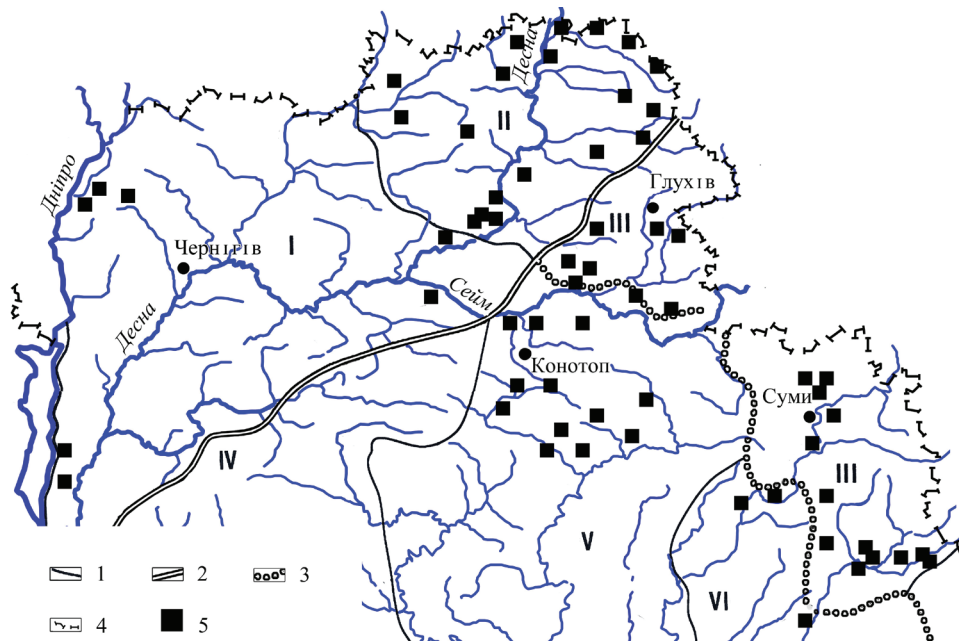 Десна
II
Дніпро
Глухів
III
I
Чернігів
Сейм
Десна
Конотоп
Суми
IV
III
V
1
2
3
VI
4
5